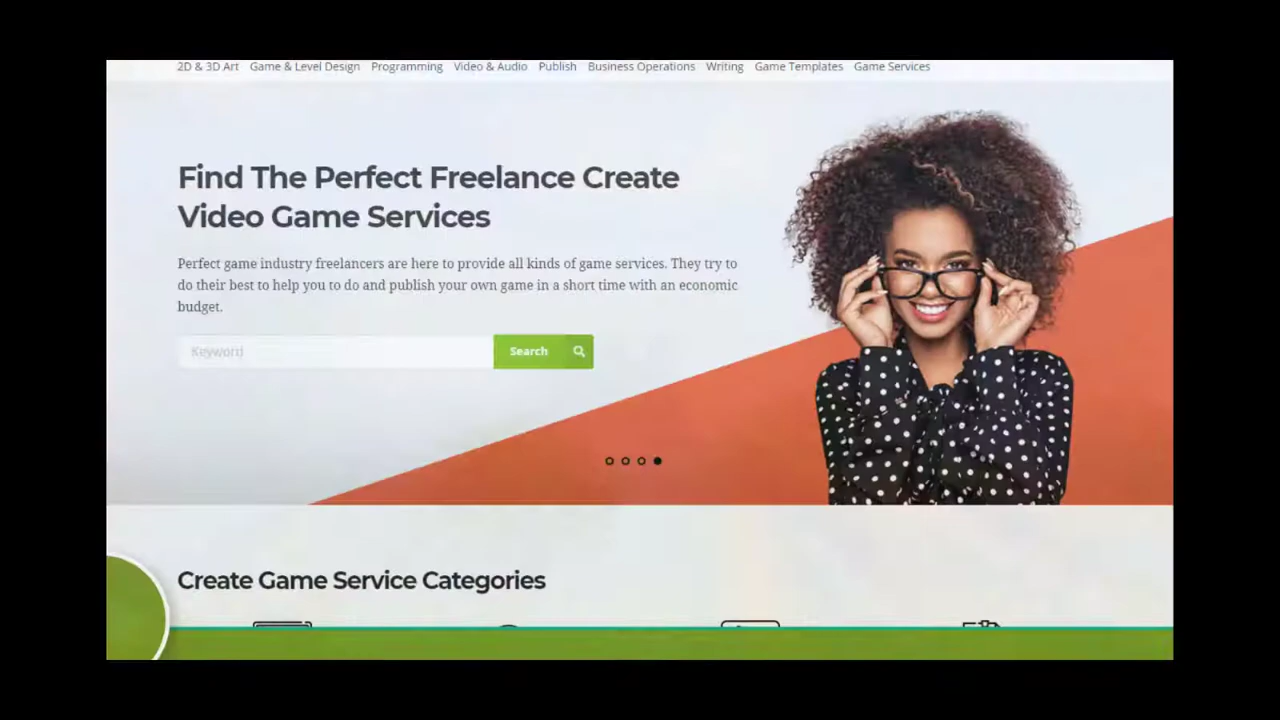 2D & 3D Art Game & Level Design Programming Video & Audio Publish Business Operations Writing Game Templates Game Services
Find The Perfect Freelance Create
Video Game Services
Perfect game industry freelancers are here to provide all kinds of game services. They try to
do their best to help you to do and publish your own game in a short time with an economic
budget.
Keyword
Search
Create Game Service Categories